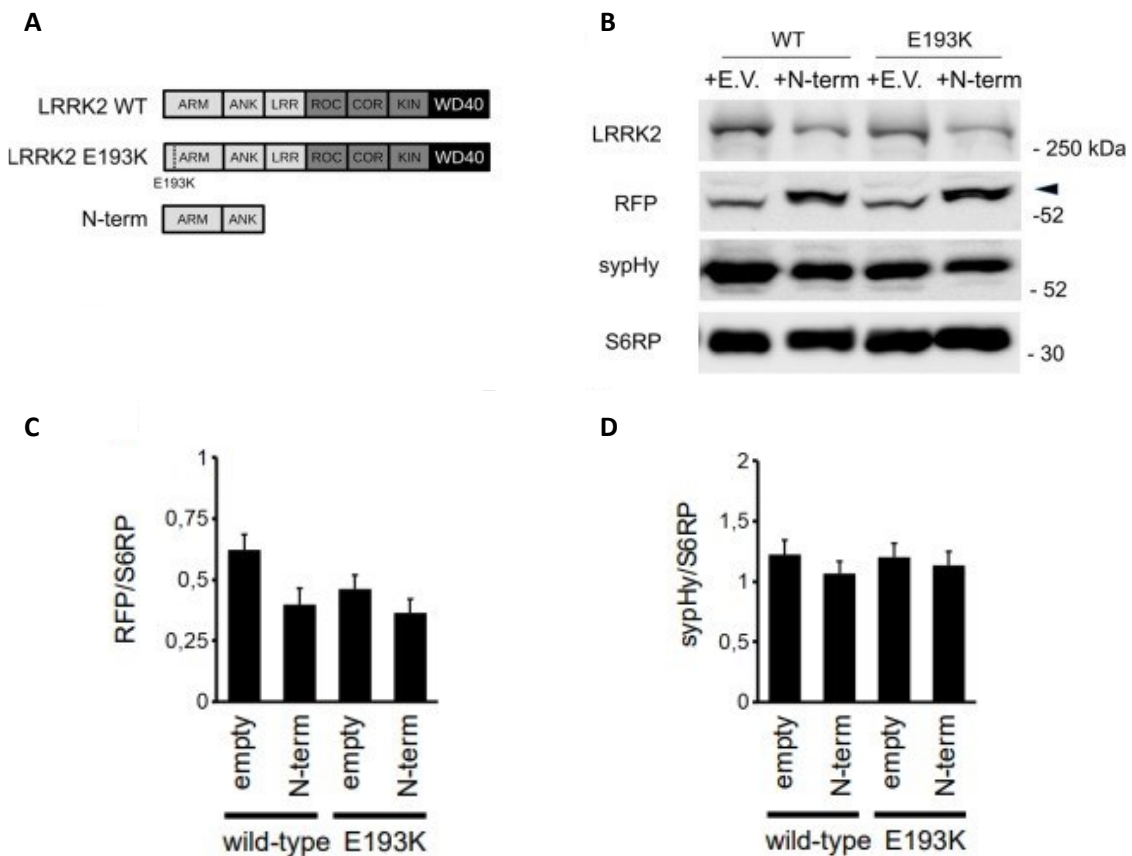 A
LRRK2 WT
ARM ANK LRR ROC COR KIN WD40
LRRK2 E193K
ARM ANK LRR ROC COR KIN WD40
E193K
N-term
ARM ANK
B
WT E193K
+E.V. +N-term +E.V. +N-term
LRRK2
- 250 kDa
RFP
-52
sypHy
- 52
S6RP
- 30
C
RFP/S6RP
1
0,75
0,5
0,25
0
empty N-term empty N-term
wild-type E193K
D
sypHy/S6RP
2
1,5
1
0,5
0
empty N-term empty N-term
wild-type E193K